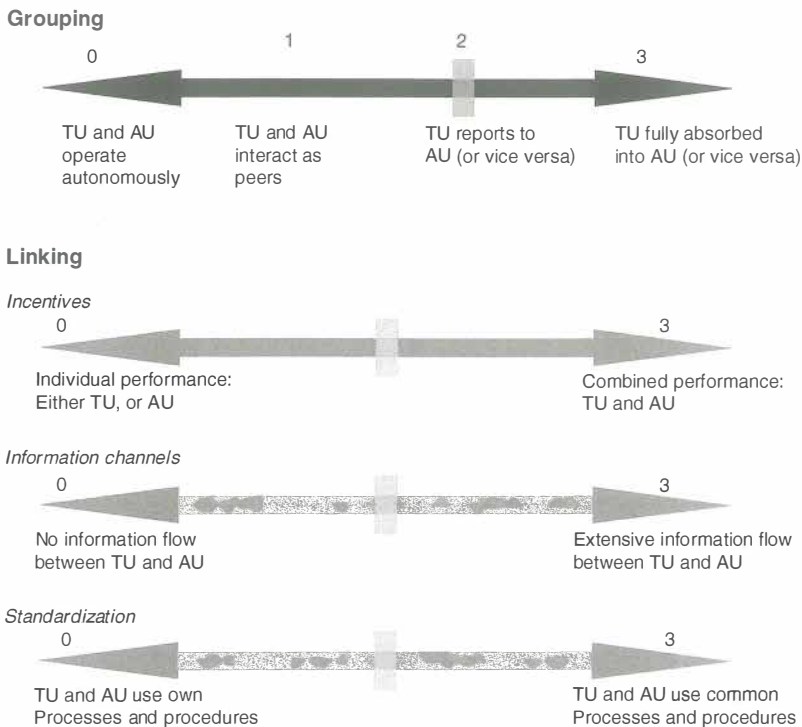 Grouping
0 1 2 3
TU and AU
operate
autonomously
TU and AU
interact as
peers
TU reports to
AU (or vice versa)
TU fully absorbed
into AU (or vice versa)
Linking
Incentives
0 3
Individual performance:
Either TU, or AU
Combined performance:
TU and AU
Information channels
0 3
No information flow
between TU and AU
Extensive information flow
between TU and AU
Standardization
0 3
TU and AU use own
Processes and procedures
TU and AU use common
Processes and procedures